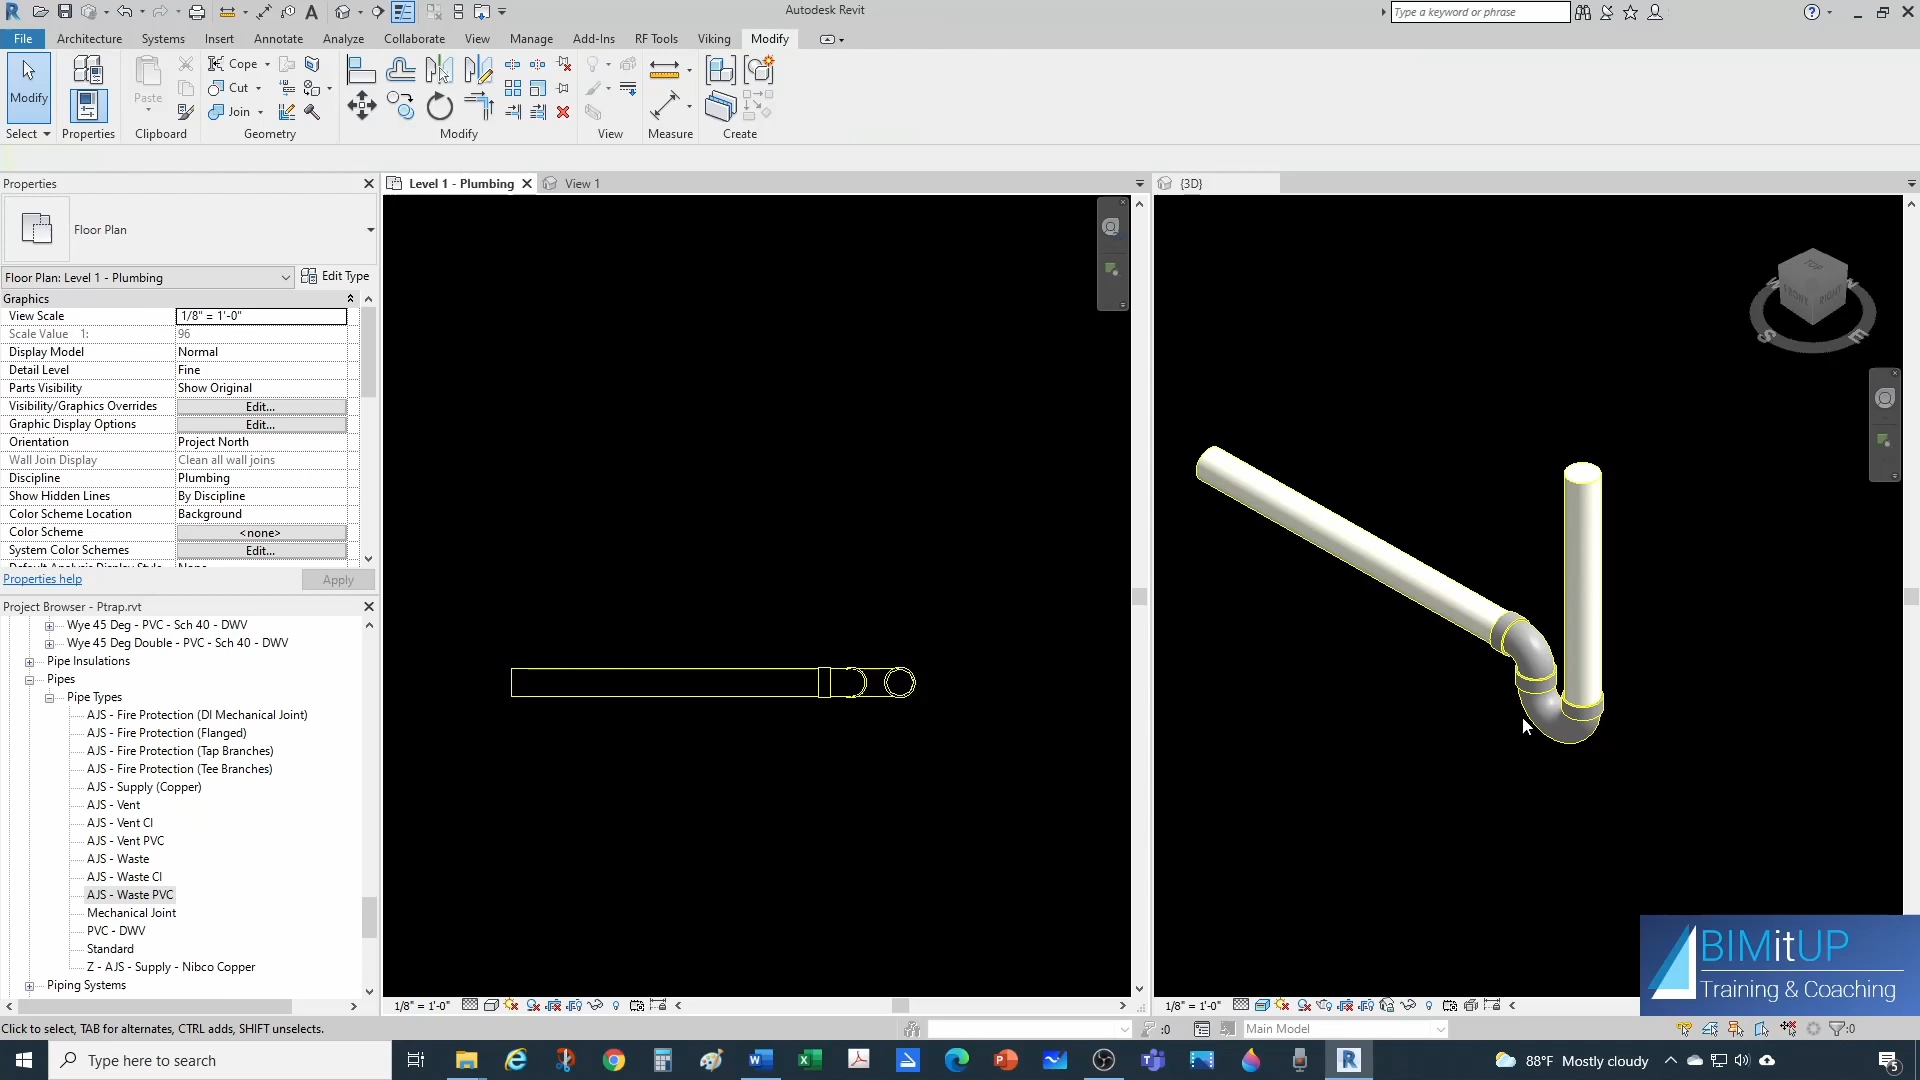 Autodesk Revit
Type a keyword or phrase
File Architecture Systems Insert Annotate Analyze Collaborate View Manage Add-Ins RF Tools Viking Modify
Modify
Paste
Cope
Cut
Join
Select Properties Clipboard Geometry Modify View Measure Create
Properties
Floor Plan
Floor Plan: Level 1 - Plumbing Edit Type
Graphics
View Scale 1/8" = 1'-0"
Scale Value 1: 96
Display Model Normal
Detail Level Fine
Parts Visibility Show Original
Visibility/Graphics Overrides Edit...
Graphic Display Options Edit...
Orientation Project North
Wall Join Display Clean all wall joins
Discipline Plumbing
Show Hidden Lines By Discipline
Color Scheme Location Background
Color Scheme <none>
System Color Schemes Edit...
Properties help Apply
Project Browser - Ptrap.rvt
Wye 45 Deg - PVC - Sch 40 - DWV
Wye 45 Deg Double - PVC - Sch 40 - DWV
Pipe Insulations
Pipes
Pipe Types
AJS - Fire Protection (DI Mechanical Joint)
AJS - Fire Protection (Flanged)
AJS - Fire Protection (Tap Branches)
AJS - Fire Protection (Tee Branches)
AJS - Supply (Copper)
AJS - Vent
AJS - Vent CI
AJS - Vent PVC
AJS - Waste
AJS - Waste CI
AJS - Waste PVC
Mechanical Joint
PVC - DWV
Standard
Z - AJS - Supply - Nibco Copper
Piping Systems
Level 1 - Plumbing View 1
{3D}
TOP
FRONT RIGHT
S E
1/8" = 1'-0"
1/8" = 1'-0"
BIMitUP
Training & Coaching
Click to select, TAB for alternates, CTRL adds, SHIFT unselects.
:0
Main Model
:0
Type here to search
88°F Mostly cloudy
5